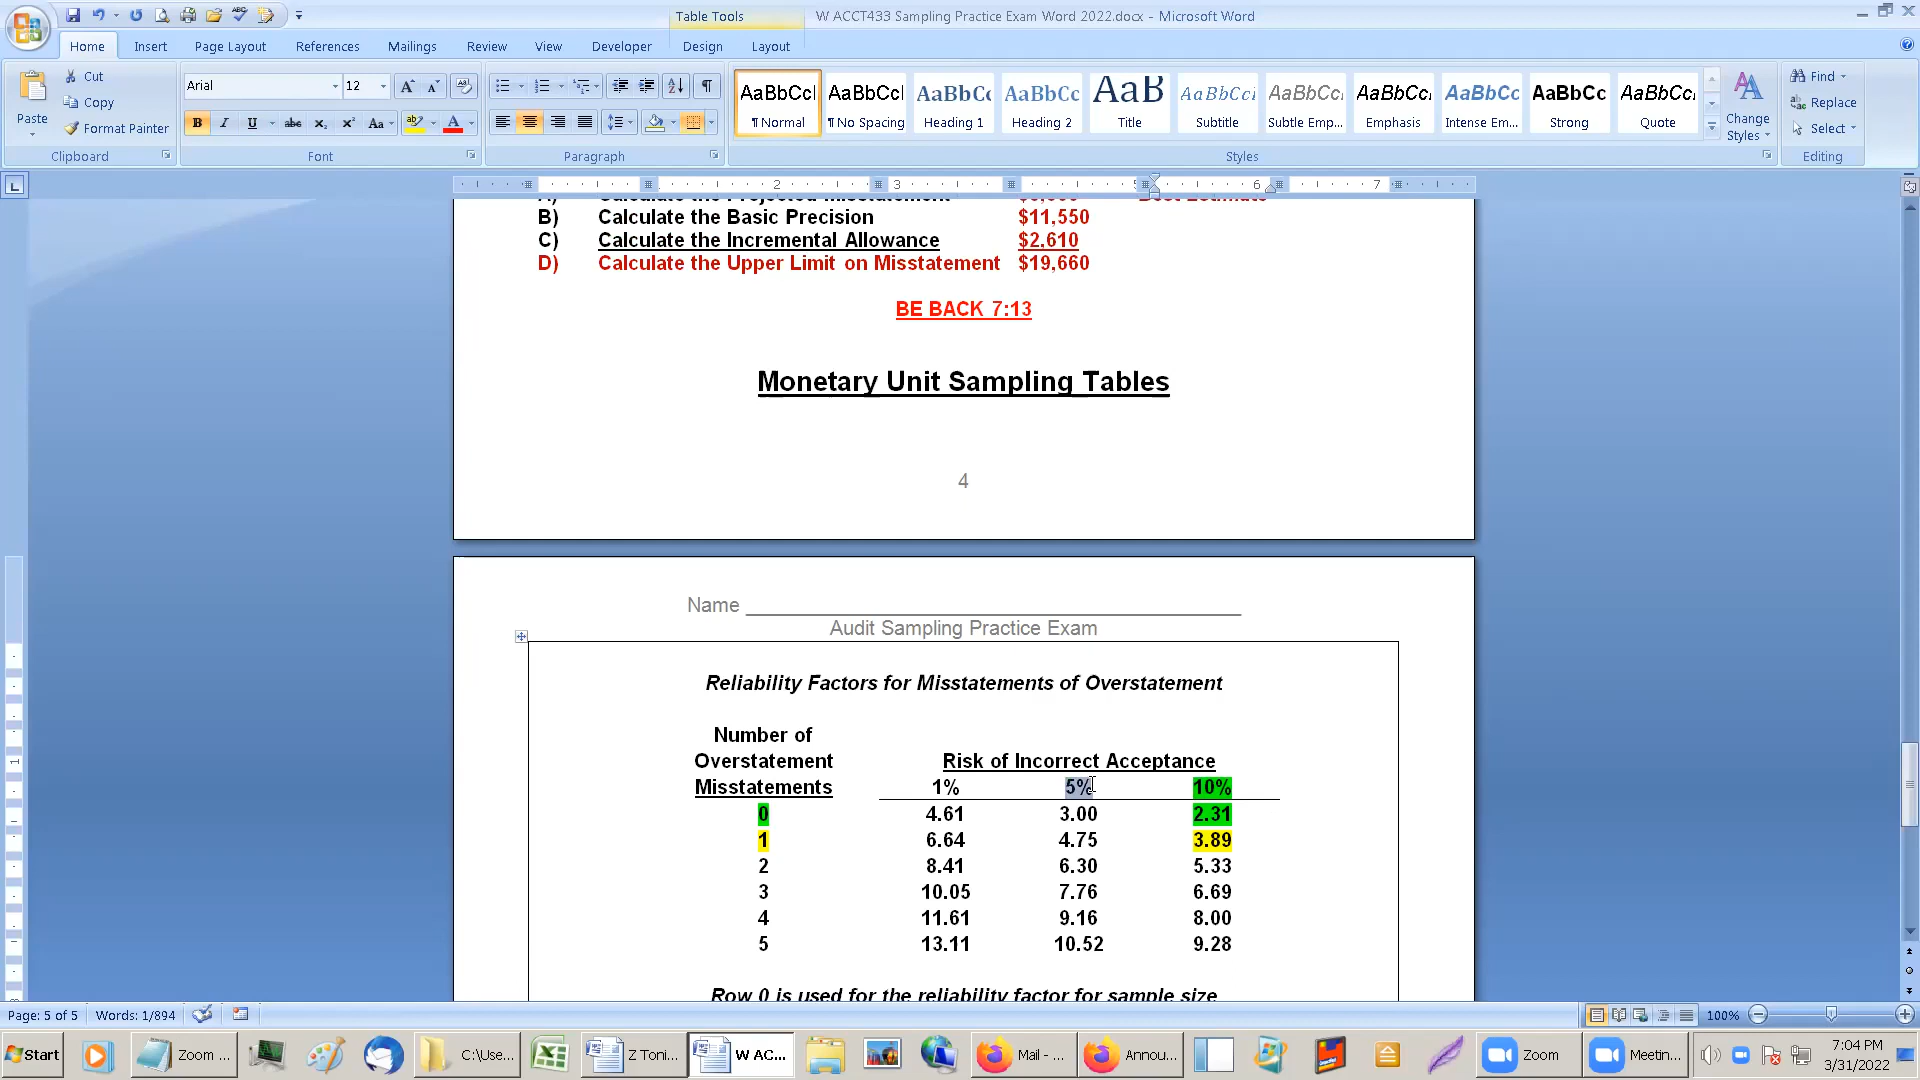 Table Tools
W ACCT433 Sampling Practice Exam Word 2022.docx - Microsoft Word
Home Insert Page Layout References Mailings Review View Developer Design Layout
Paste
Cut
Copy
Format Painter
Clipboard
Arial 12
Font
Paragraph
AaBbCcI AaBbCcI AaBbC AaBbCc AaB AaBbCcI AaBbCcI AaBbCcI AaBbCc AaBbCc AaBbCcI
¶ Normal ¶ No Spacing Heading 1 Heading 2 Title Subtitle Subtle Emp... Emphasis Intense Em... Strong Quote
Change Styles
Styles
Find
Replace
Select
Editing
2 3 6 7
B) Calculate the Basic Precision $11,550
C) Calculate the Incremental Allowance $2.610
D) Calculate the Upper Limit on Misstatement $19,660
BE BACK 7:13
Monetary Unit Sampling Tables
4
Name
Audit Sampling Practice Exam
Reliability Factors for Misstatements of Overstatement
Number of
Overstatement Risk of Incorrect Acceptance
Misstatements 1% 5% 10%
0 4.61 3.00 2.31
1 6.64 4.75 3.89
2 8.41 6.30 5.33
3 10.05 7.76 6.69
4 11.61 9.16 8.00
5 13.11 10.52 9.28
Row 0 is used for the reliability factor for sample size
Page: 5 of 5 Words: 1/894 100%
Start Zoom ... C:\Use... Z Toni... W AC... Mail - ... Annou... Zoom Meetin...
7:04 PM
3/31/2022